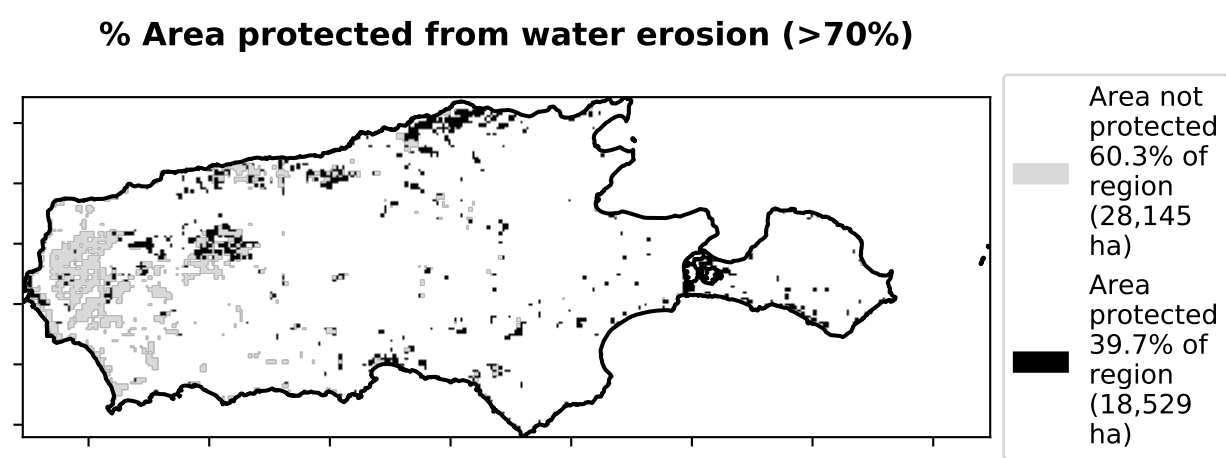 % Area protected from water erosion (>70%)
Area not
protected
60.3% of
region
(28,145
ha)
Area
protected
39.7% of
region
(18,529
ha)